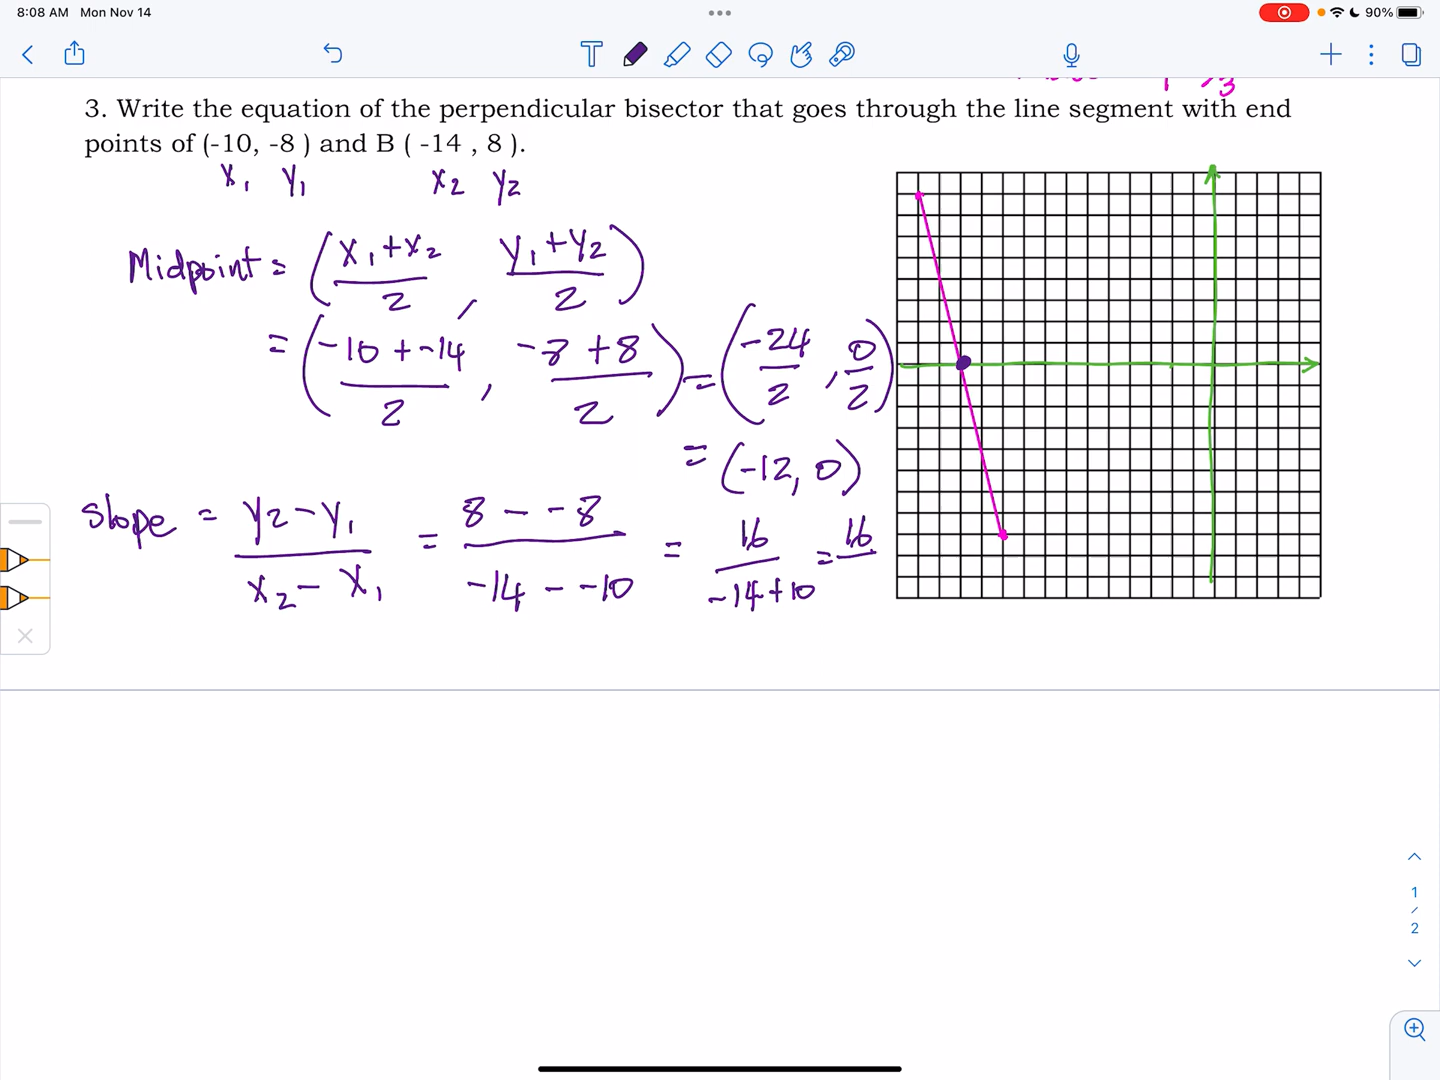 8:08 AM Mon Nov 14
90%
T
3. Write the equation of the perpendicular bisector that goes through the line segment with end
points of (-10, -8 ) and B ( -14 , 8 ).
x₁ y₁ x₂ y₂
Midpoint = (x₁+x₂/2, y₁+y₂/2)
= (-10+-14/2, -8+8/2) = (-24/2, 0/2)
= (-12, 0)
Slope = y₂-y₁/x₂-x₁ = 8--8/-14--10 = 16/-14+10 = 16/
1
/
2